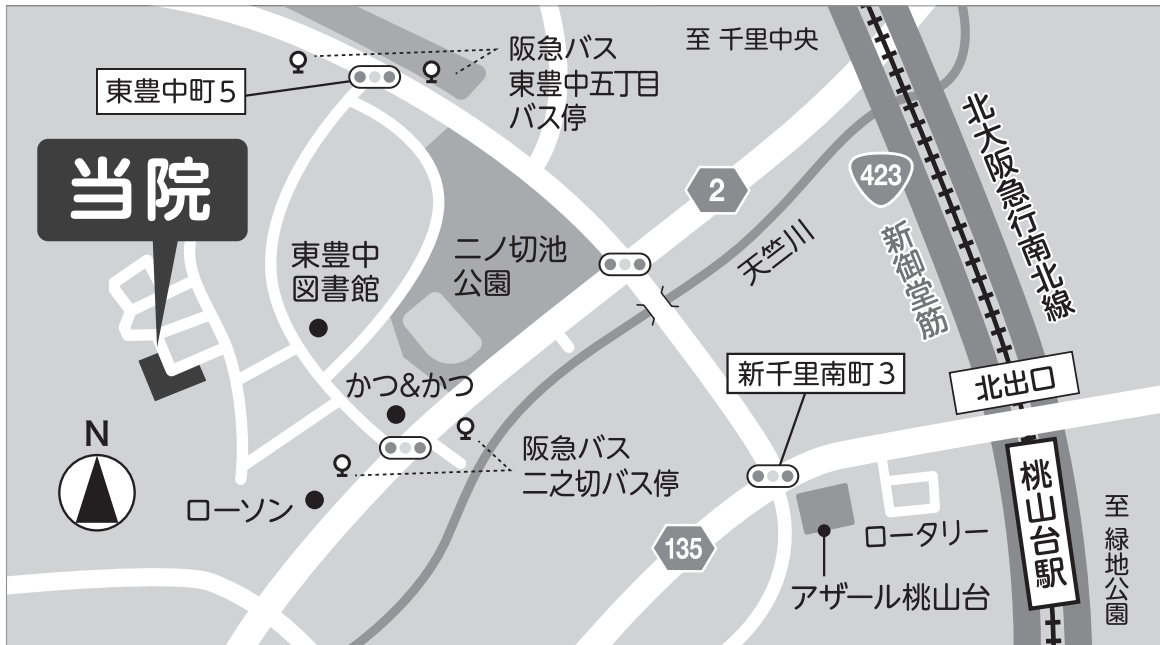 阪急バス
東豊中五丁目
バス停
至 千里中央
東豊中町5
当院
北大阪急行南北線
423
2
新御堂筋
天竺川
東豊中
図書館
二ノ切池
公園
新千里南町3
北出口
かつ&かつ
N
阪急バス
二之切バス停
ローソン
桃山台駅
至 緑地公園
135
ロータリー
アザール桃山台